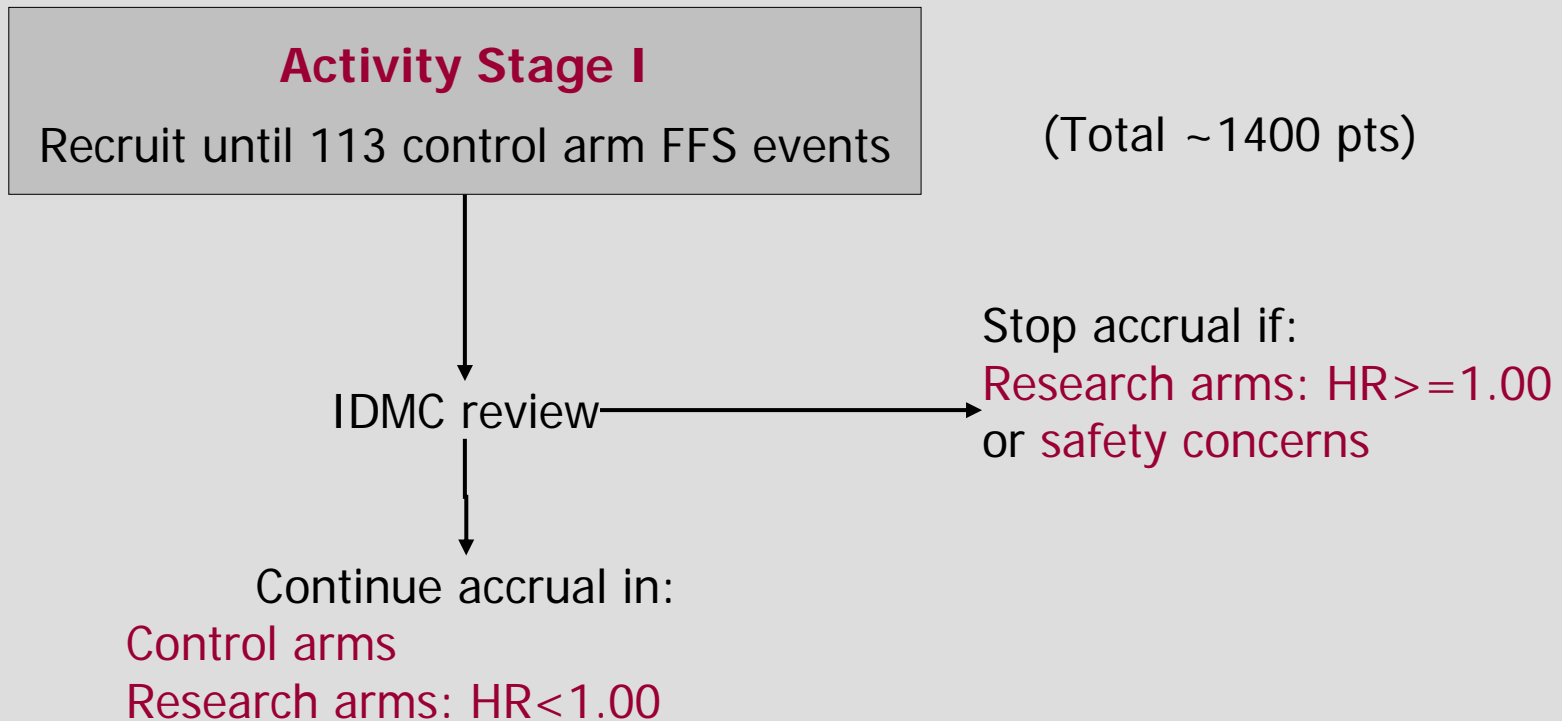 Activity Stage I
Recruit until 113 control arm FFS events
(Total ~1400 pts)
IDMC review
Stop accrual if:
Research arms: HR>=1.00
or safety concerns
Continue accrual in:
Control arms
Research arms: HR<1.00